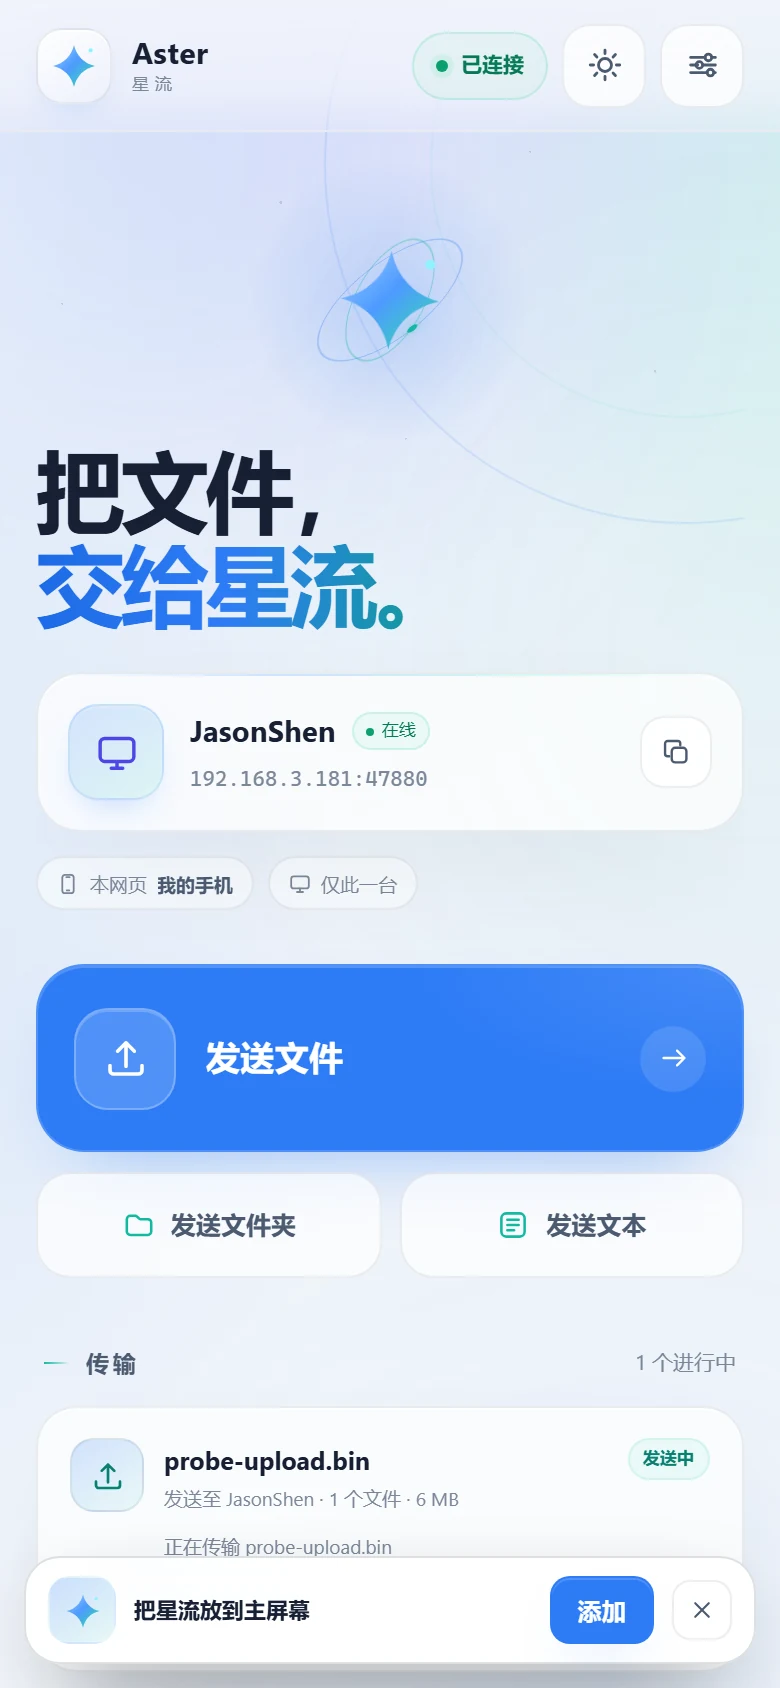 Aster
星流
已连接
把文件，
交给星流。
JasonShen
在线
192.168.3.181:47880
本网页 我的手机
仅此一台
发送文件
发送文件夹
发送文本
传输
1 个进行中
probe-upload.bin
发送中
发送至 JasonShen · 1 个文件 · 6 MB
正在传输 probe-upload.bin
把星流放到主屏幕
添加